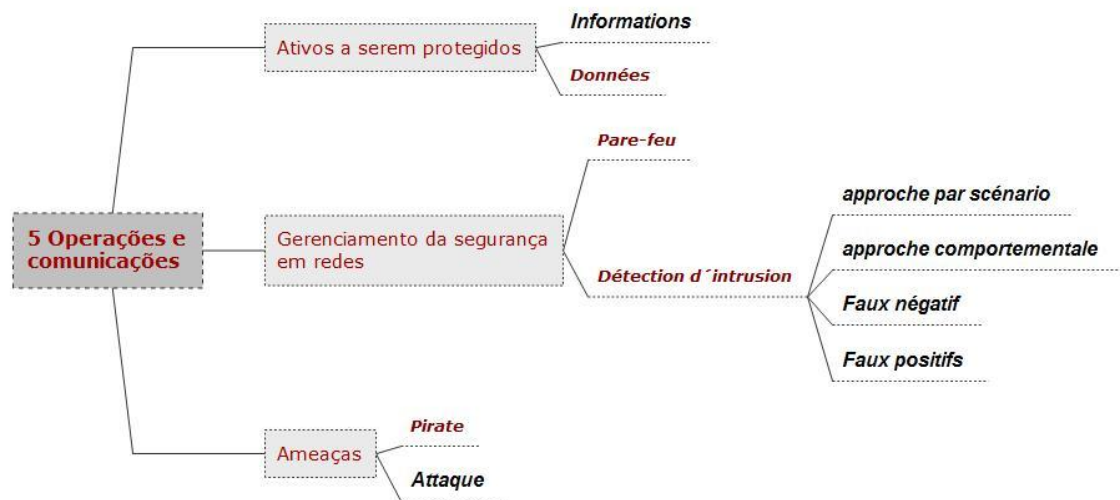 5 Operações e
comunicações
Ativos a serem protegidos
Informations
Données
Gerenciamento da segurança
em redes
Pare-feu
Détection d´intrusion
approche par scénario
approche comportementale
Faux négatif
Faux positifs
Ameaças
Pirate
Attaque